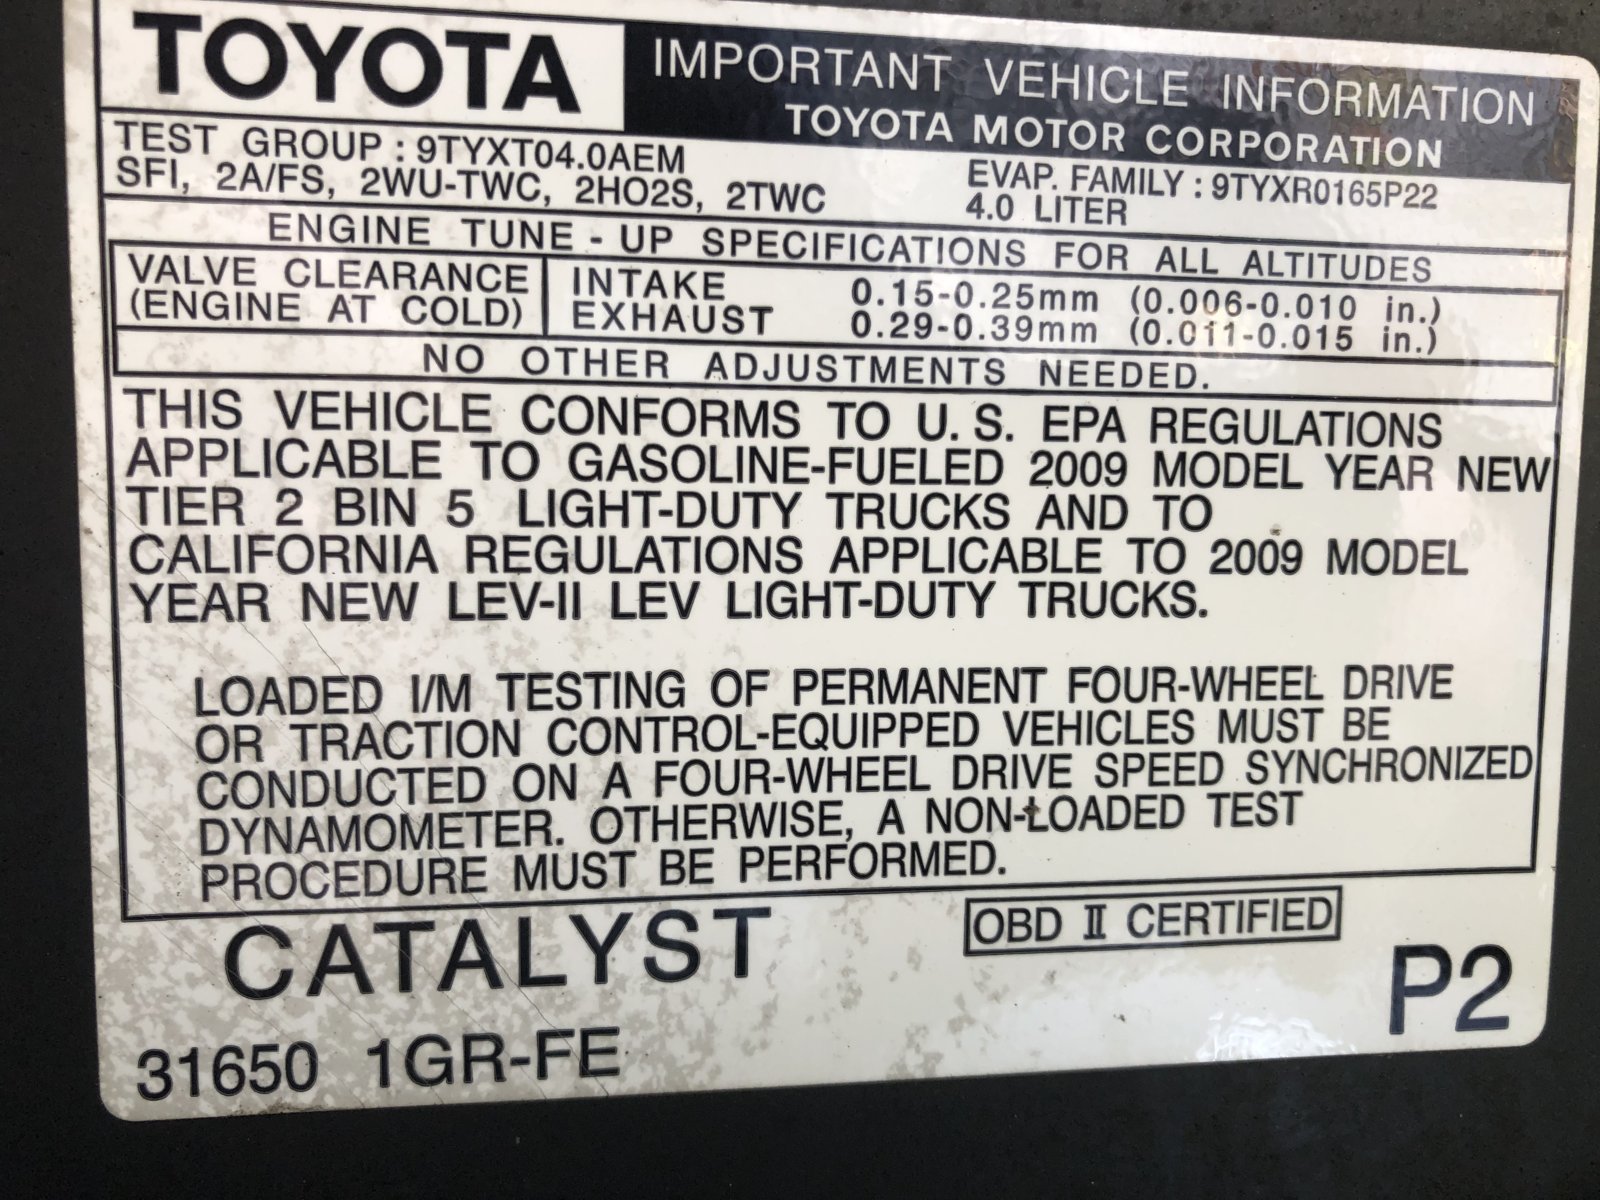 TOYOTA
IMPORTANT VEHICLE INFORMATION
TOYOTA MOTOR CORPORATION
TEST GROUP : 9TYXT04.0AEM
SFI, 2A/FS, 2WU-TWC, 2HO2S, 2TWC
EVAP. FAMILY : 9TYXR0165P22
4.0 LITER
ENGINE TUNE - UP SPECIFICATIONS FOR ALL ALTITUDES
VALVE CLEARANCE
(ENGINE AT COLD)
INTAKE 0.15-0.25mm (0.006-0.010 in.)
EXHAUST 0.29-0.39mm (0.011-0.015 in.)
NO OTHER ADJUSTMENTS NEEDED.
THIS VEHICLE CONFORMS TO U. S. EPA REGULATIONS
APPLICABLE TO GASOLINE-FUELED 2009 MODEL YEAR NEW
TIER 2 BIN 5 LIGHT-DUTY TRUCKS AND TO
CALIFORNIA REGULATIONS APPLICABLE TO 2009 MODEL
YEAR NEW LEV-II LEV LIGHT-DUTY TRUCKS.
LOADED I/M TESTING OF PERMANENT FOUR-WHEEL DRIVE
OR TRACTION CONTROL-EQUIPPED VEHICLES MUST BE
CONDUCTED ON A FOUR-WHEEL DRIVE SPEED SYNCHRONIZED
DYNAMOMETER. OTHERWISE, A NON-LOADED TEST
PROCEDURE MUST BE PERFORMED.
CATALYST
OBD II CERTIFIED
P2
31650 1GR-FE